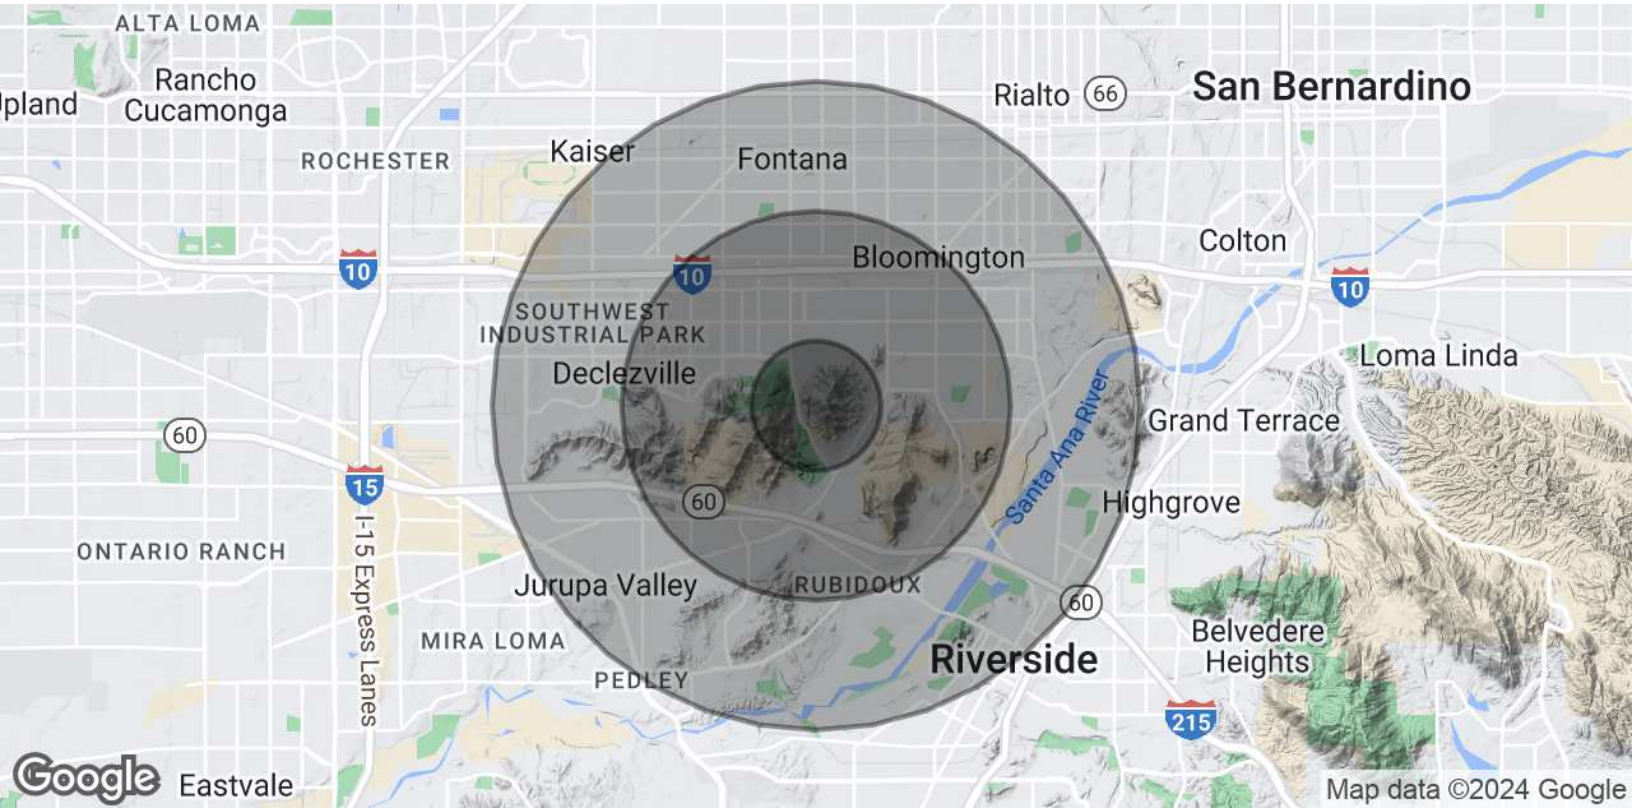 ALTA LOMA
Rancho
Cucamonga
Upland
ROCHESTER
Kaiser
Fontana
Rialto
66
San Bernardino
10
10
Bloomington
Colton
10
SOUTHWEST
INDUSTRIAL PARK
Declezville
Loma Linda
60
Grand Terrace
15
60
Santa Ana River
Highgrove
I-15 Express Lanes
ONTARIO RANCH
Jurupa Valley
RUBIDOUX
60
MIRA LOMA
Riverside
Belvedere
Heights
PEDLEY
215
Google
Eastvale
Map data ©2024 Google